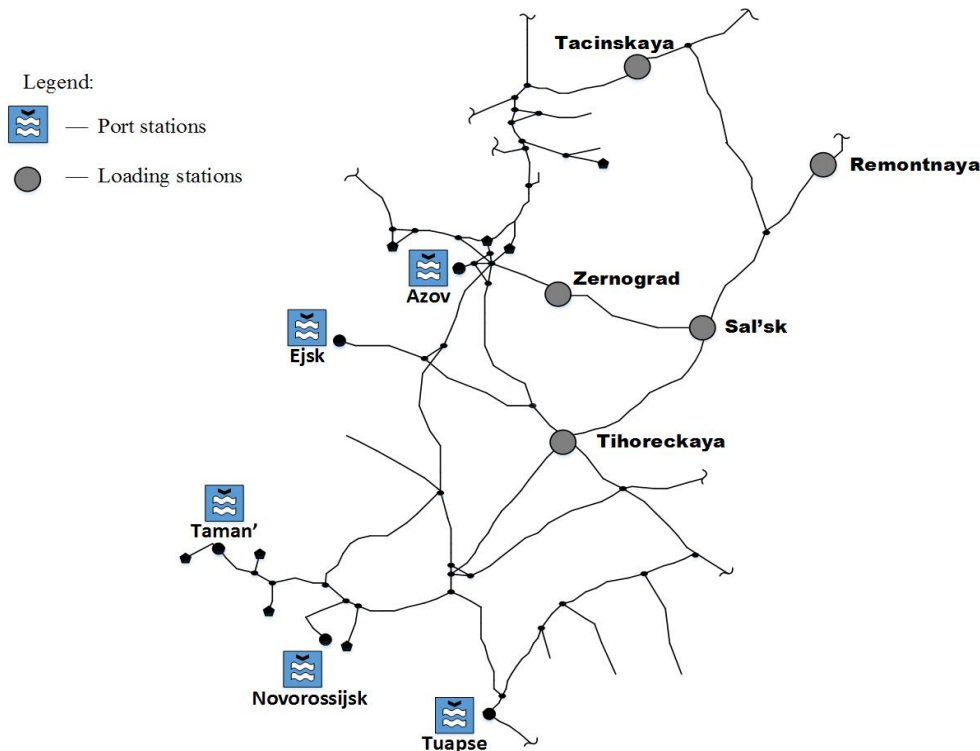 Tacinskaya
Legend:
— Port stations
— Loading stations
Remontnaya
Azov
Zernograd
Sal’sk
Ejsk
Tihoreckaya
Taman’
Novorossijsk
Tuapse